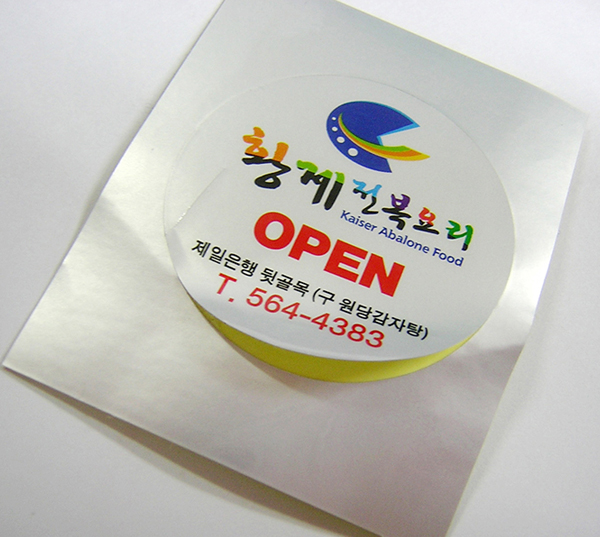 황제전복요리
Kaiser Abalone Food
OPEN
제일은행 뒷골목 (구 원당감자탕)
T. 564-4383